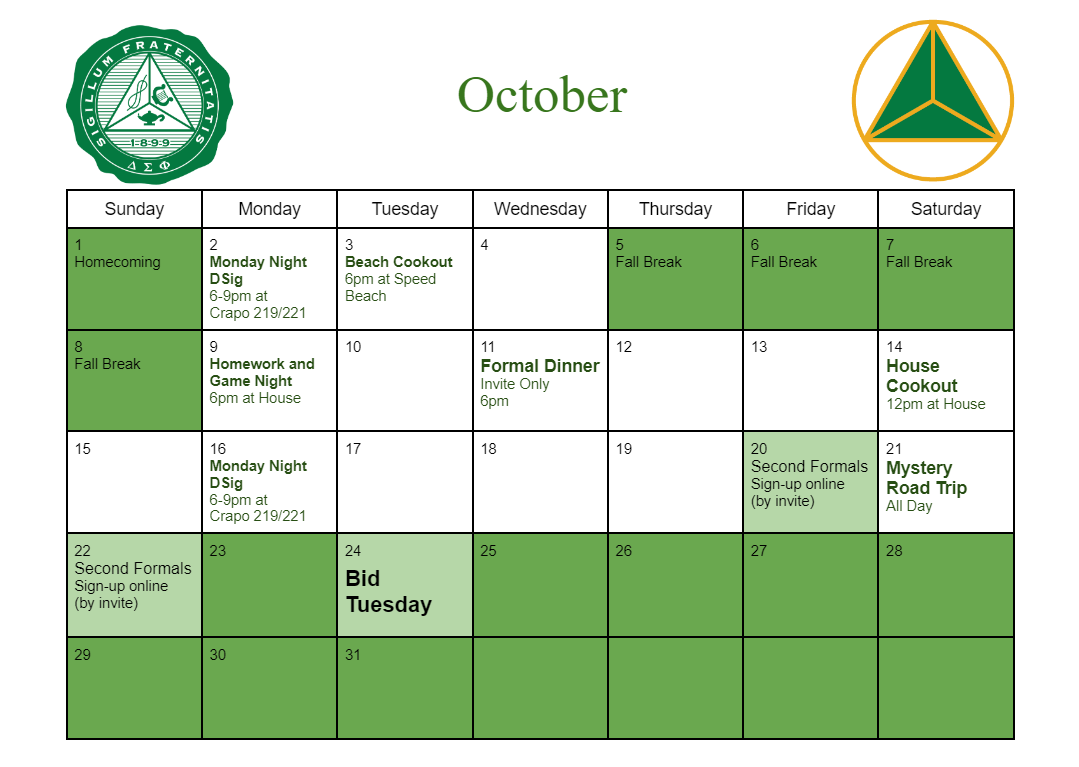 SIGILLUM FRATERNITATIS
1899
Δ Σ Φ
October
Sunday
Monday
Tuesday
Wednesday
Thursday
Friday
Saturday
1
Homecoming
2
Monday Night
DSig
6-9pm at
Crapo 219/221
3
Beach Cookout
6pm at Speed
Beach
4
5
Fall Break
6
Fall Break
7
Fall Break
8
Fall Break
9
Homework and
Game Night
6pm at House
10
11
Formal Dinner
Invite Only
6pm
12
13
14
House
Cookout
12pm at House
15
16
Monday Night
DSig
6-9pm at
Crapo 219/221
17
18
19
20
Second Formals
Sign-up online
(by invite)
21
Mystery
Road Trip
All Day
22
Second Formals
Sign-up online
(by invite)
23
24
Bid
Tuesday
25
26
27
28
29
30
31